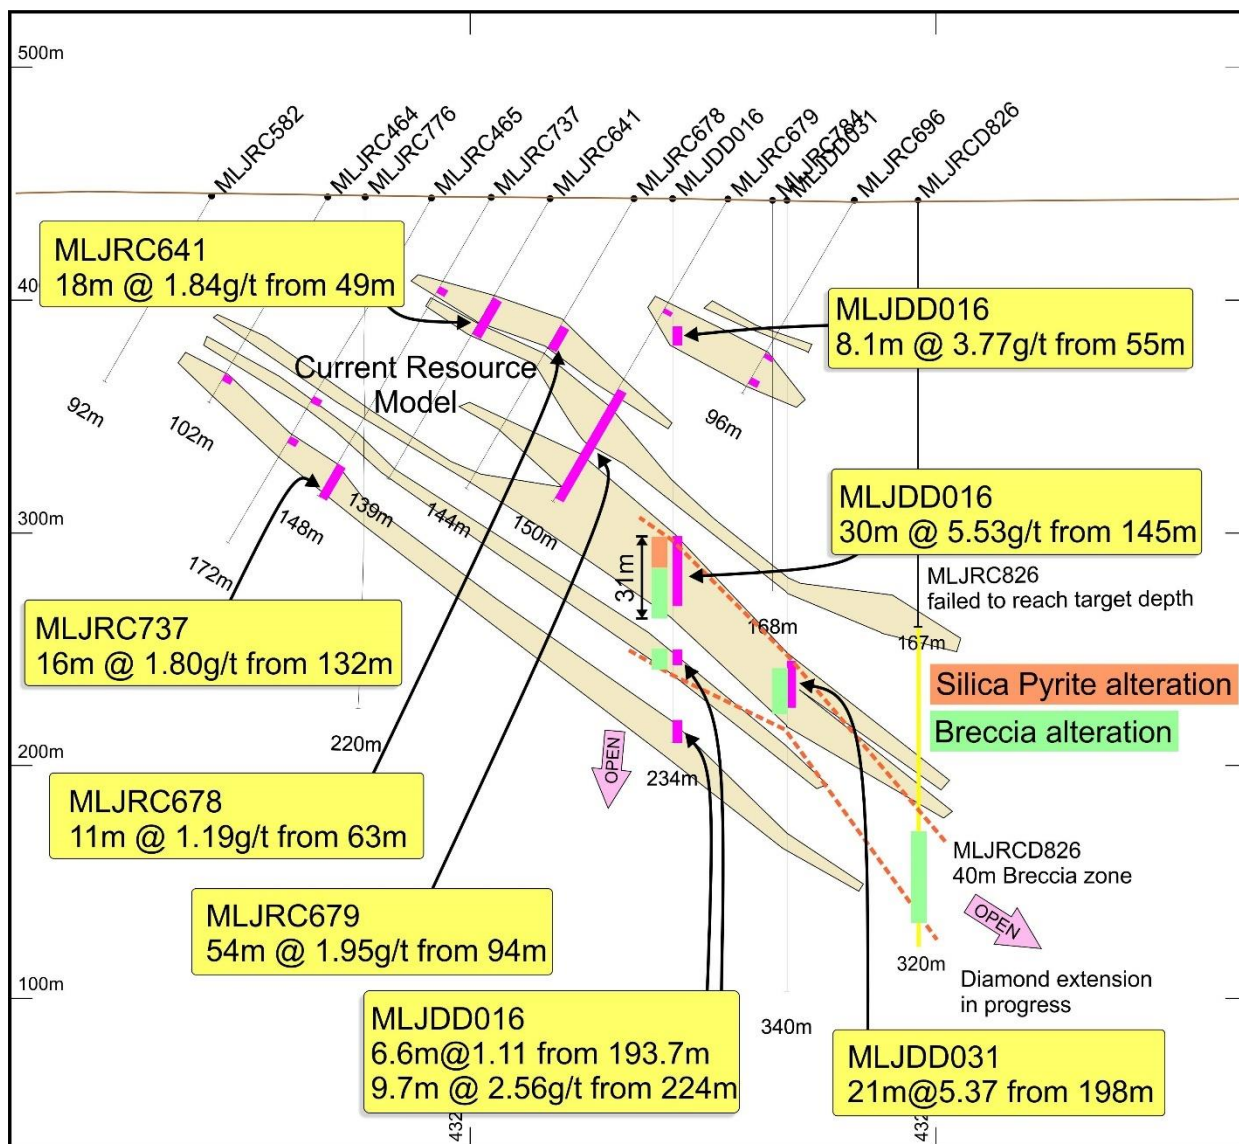 500m
MLJRC582
MLJRC464
MLJRC776
MLJRC465
MLJRC737
MLJRC641
MLJRC678
MLJDD016
MLJRC679
MLJRC784
MLJDD031
MLJRC696
MLJRCD826
MLJRC641
18m @ 1.84g/t from 49m
400m
MLJDD016
8.1m @ 3.77g/t from 55m
Current Resource
Model
92m
102m
96m
MLJDD016
30m @ 5.53g/t from 145m
300m
172m
148m
139m
144m
150m
31m
MLJRC826
failed to reach target depth
168m
167m
MLJRC737
16m @ 1.80g/t from 132m
Silica Pyrite alteration
Breccia alteration
220m
200m
OPEN
234m
MLJRC678
11m @ 1.19g/t from 63m
MLJRCD826
40m Breccia zone
OPEN
MLJRC679
54m @ 1.95g/t from 94m
320m
Diamond extension
in progress
100m
340m
MLJDD016
6.6m@1.11 from 193.7m
9.7m @ 2.56g/t from 224m
MLJDD031
21m@5.37 from 198m